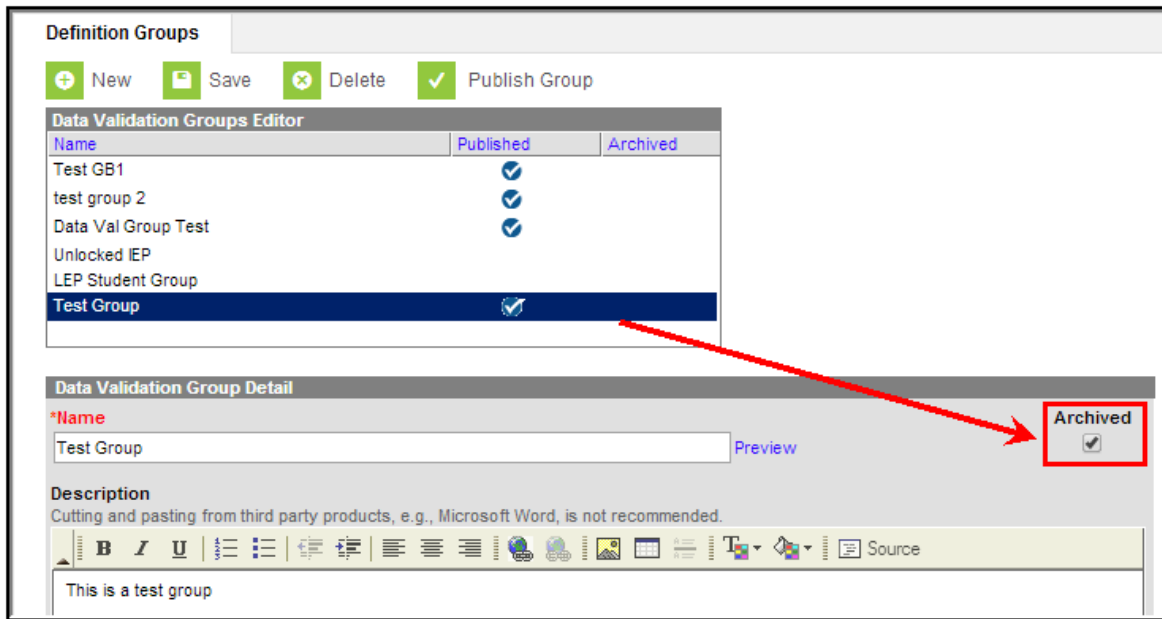 Definition Groups
New Save Delete Publish Group
Data Validation Groups Editor
Name Published Archived
Test GB1
test group 2
Data Val Group Test
Unlocked IEP
LEP Student Group
Test Group
Data Validation Group Detail
*Name Archived
Test Group Preview
Description
Cutting and pasting from third party products, e.g., Microsoft Word, is not recommended.
B I U Source
This is a test group